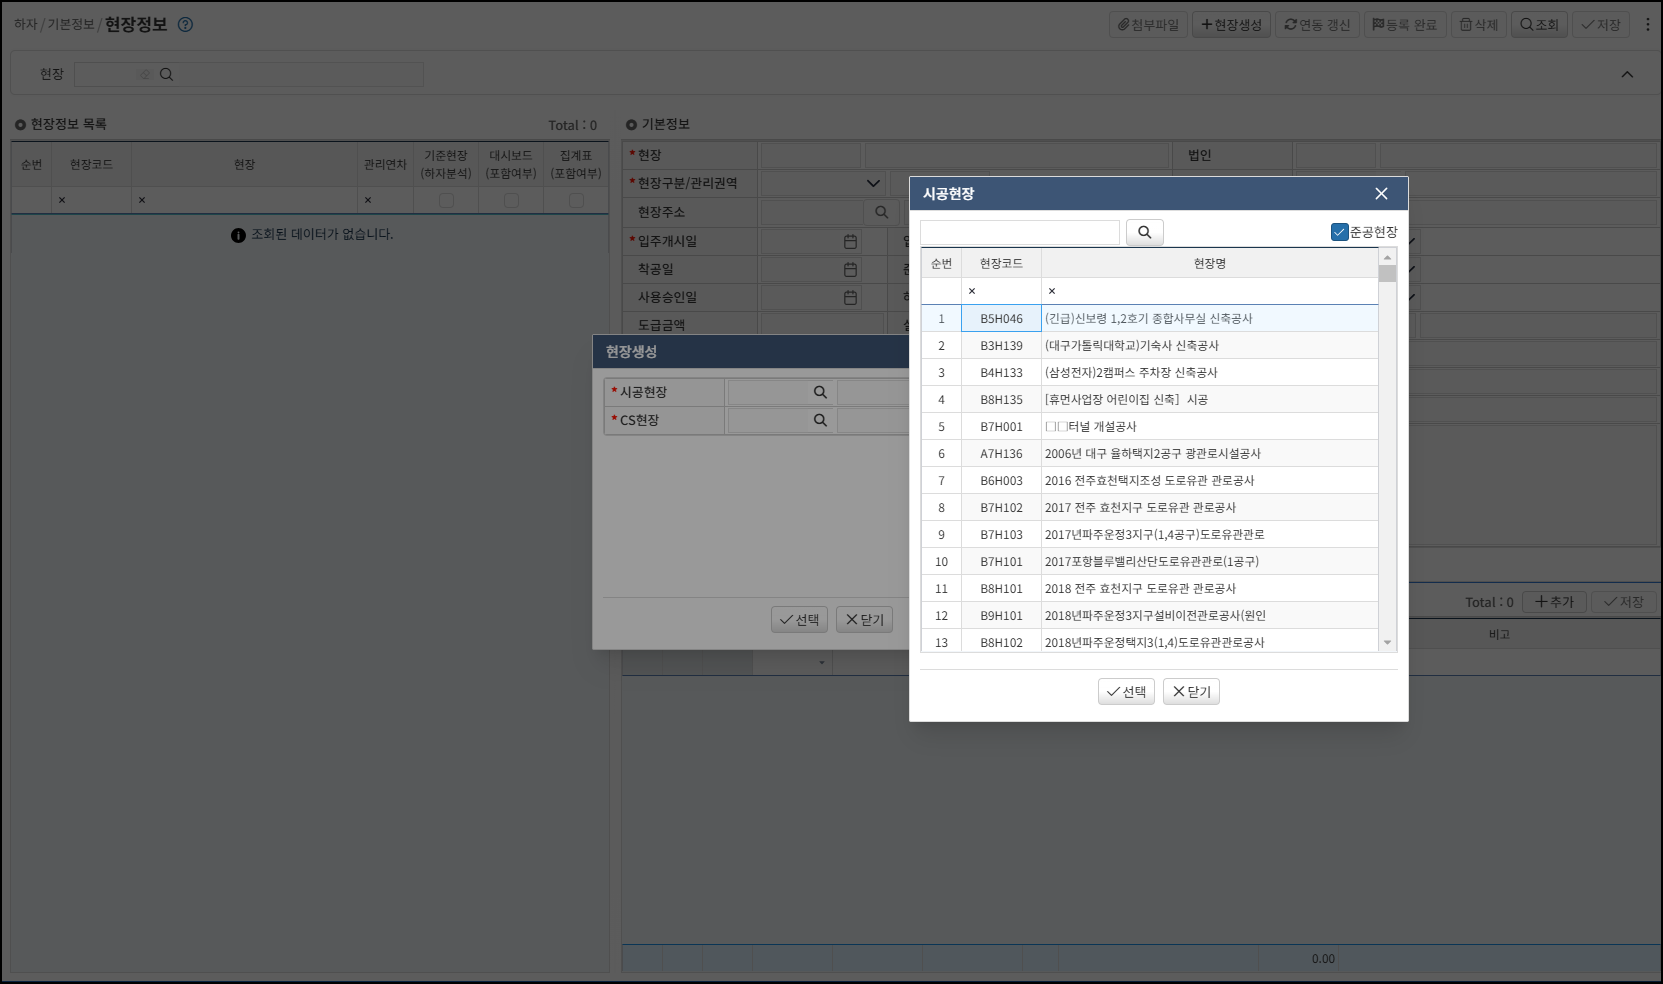 하자 / 기본정보 / 현장정보 ?
첨부파일 +현장생성 연동 갱신 등록 완료 삭제 조회 저장
현장
현장정보 목록 Total : 0
순번 현장코드 현장 관리연차 기준현장 (하자분석) 대시보드 (포함여부) 집계표 (포함여부)
× × ×
조회된 데이터가 없습니다.
기본정보
* 현장 법인
* 현장구분/관리권역
현장주소
* 입주개시일
착공일
사용승인일
도급금액
Total : 0 +추가 저장
비고
0.00
현장생성
* 시공현장
* CS현장
선택 닫기
시공현장
준공현장
순번 현장코드 현장명
× ×
1 B5H046 (긴급)신보령 1,2호기 종합사무실 신축공사
2 B3H139 (대구가톨릭대학교)기숙사 신축공사
3 B4H133 (삼성전자)2캠퍼스 주차장 신축공사
4 B8H135 [휴먼사업장 어린이집 신축］ 시공
5 B7H001 □□터널 개설공사
6 A7H136 2006년 대구 율하택지2공구 광관로시설공사
7 B6H003 2016 전주효천택지조성 도로유관 관로공사
8 B7H102 2017 전주 효천지구 도로유관 관로공사
9 B7H103 2017년파주운정3지구(1,4공구)도로유관관로
10 B7H101 2017포항블루밸리산단도로유관관로(1공구)
11 B8H101 2018 전주 효천지구 도로유관 관로공사
12 B9H101 2018년파주운정3지구설비이전관로공사(원인
13 B8H102 2018년파주운정택지3(1,4)도로유관관로공사
선택 닫기